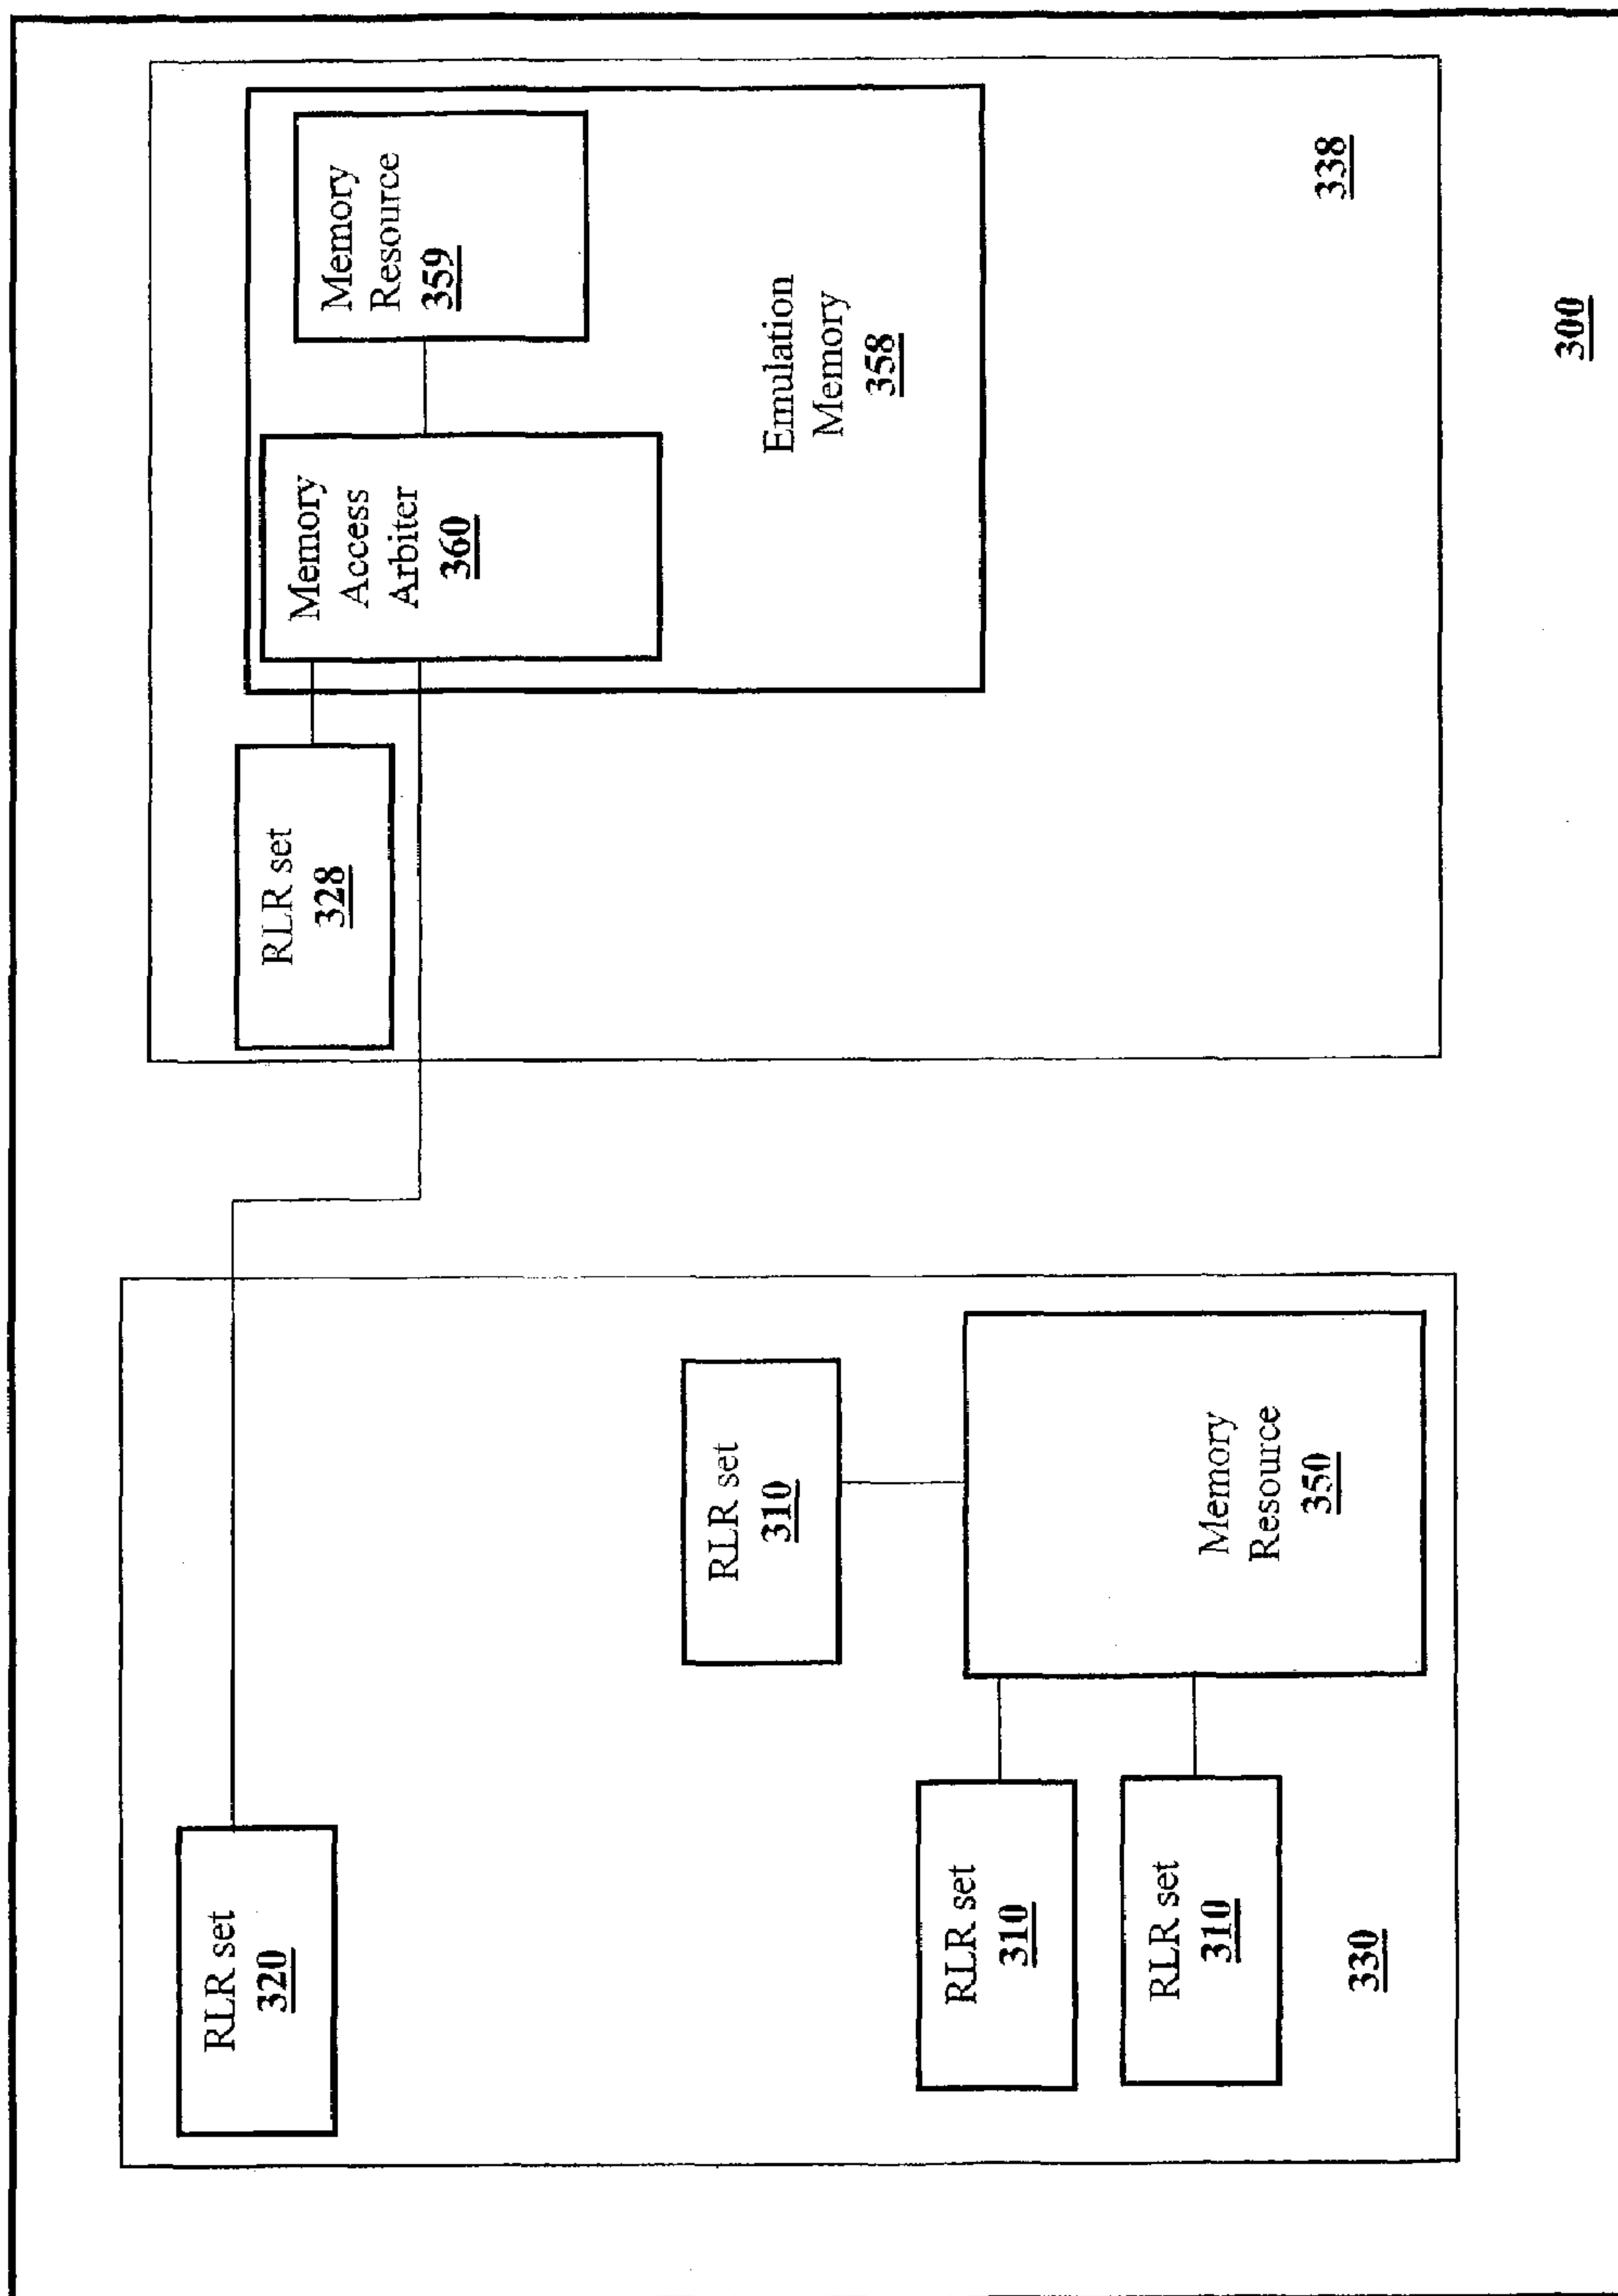 RLR set
320
RLR set
328
Memory
Access
Arbiter
360
Memory
Resource
359
Emulation
Memory
358
338
RLR set
310
RLR set
310
RLR set
310
Memory
Resource
350
330
300